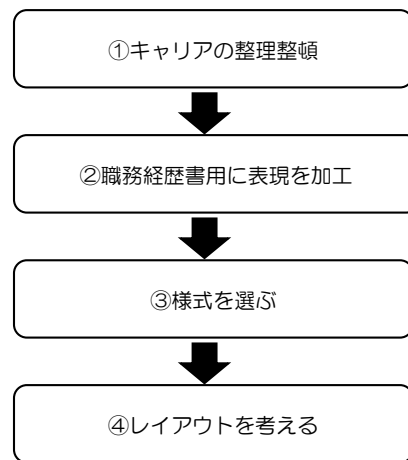 ①キャリアの整理整頓
②職務経歴書用に表現を加工
③様式を選ぶ
④レイアウトを考える